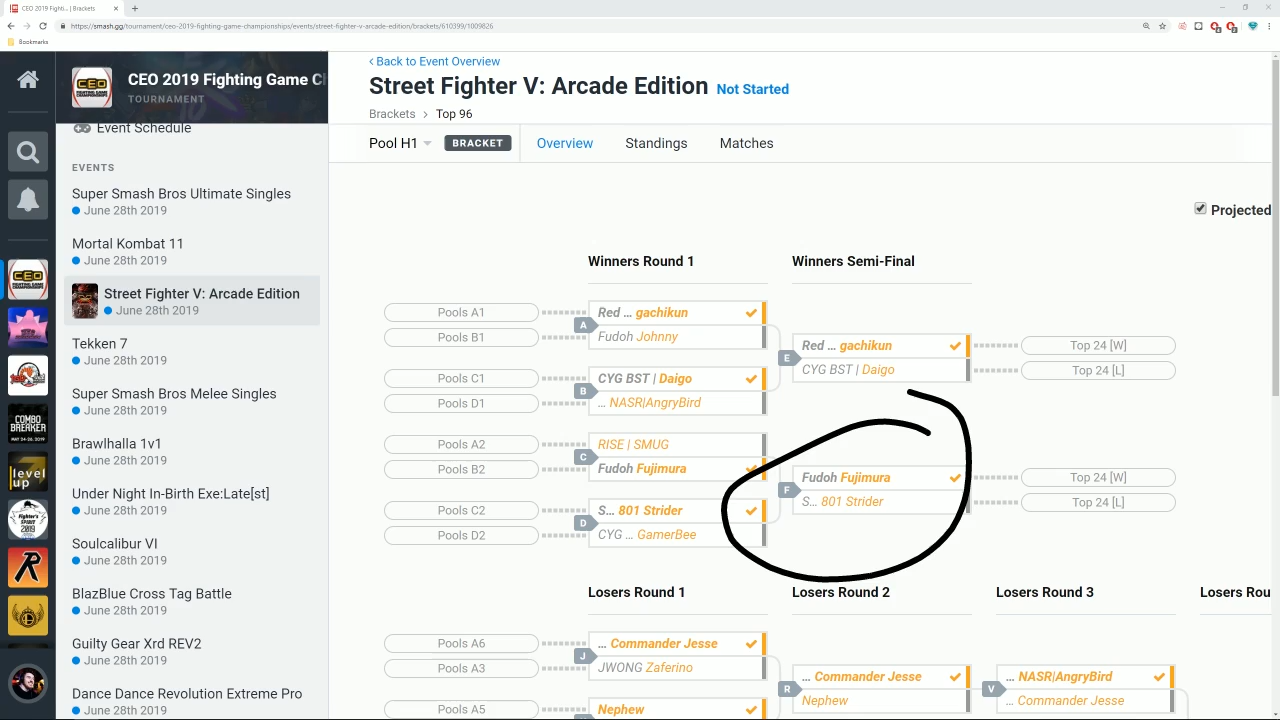 CEO 2019 Fighti... | Brackets
https://smash.gg/tournament/ceo-2019-fighting-game-championships/events/street-fighter-v-arcade-edition/brackets/610399/1009826
Bookmarks
CEO
CEO 2019 Fighting Game C
TOURNAMENT
Event Schedule
EVENTS
Super Smash Bros Ultimate Singles
June 28th 2019
Mortal Kombat 11
June 28th 2019
Street Fighter V: Arcade Edition
June 28th 2019
Tekken 7
June 28th 2019
Super Smash Bros Melee Singles
June 28th 2019
Brawlhalla 1v1
June 28th 2019
Under Night In-Birth Exe:Late[st]
June 28th 2019
Soulcalibur VI
June 28th 2019
BlazBlue Cross Tag Battle
June 28th 2019
Guilty Gear Xrd REV2
June 28th 2019
Dance Dance Revolution Extreme Pro
June 28th 2019
CEO
COMBO
BREAKER
MAY 24-26, 2019
level
up
Back to Event Overview
Street Fighter V: Arcade Edition Not Started
Brackets > Top 96
Pool H1 BRACKET Overview Standings Matches
Projected
Winners Round 1 Winners Semi-Final
Pools A1
Pools B1
A
Red ... gachikun
Fudoh Johnny
Pools C1
Pools D1
B
CYG BST | Daigo
... NASR|AngryBird
E
Red ... gachikun
CYG BST | Daigo
Top 24 [W]
Top 24 [L]
Pools A2
Pools B2
C
RISE | SMUG
Fudoh Fujimura
Pools C2
Pools D2
D
S... 801 Strider
CYG ... GamerBee
F
Fudoh Fujimura
S... 801 Strider
Top 24 [W]
Top 24 [L]
Losers Round 1 Losers Round 2 Losers Round 3 Losers Rou
Pools A6
Pools A3
J
... Commander Jesse
JWONG Zaferino
Pools A5
Nephew
R
... Commander Jesse
Nephew
V
... NASR|AngryBird
... Commander Jesse